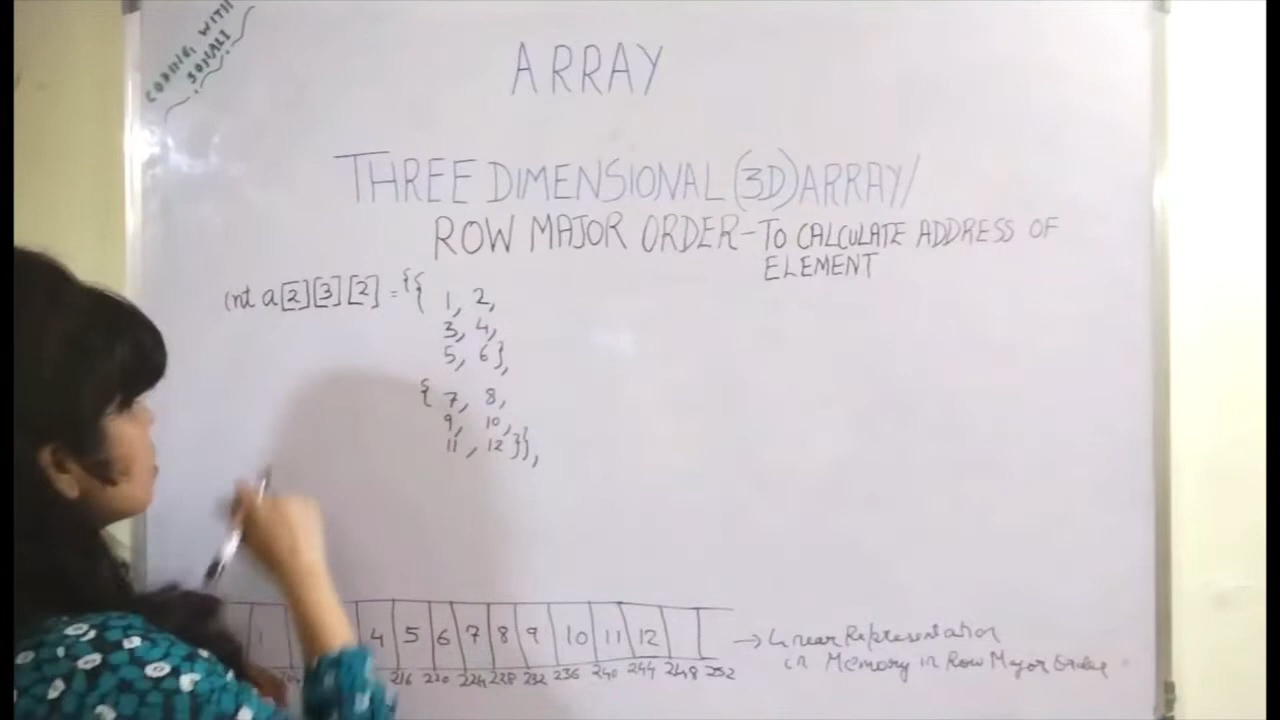 CODING WITH
SONALI
ARRAY
THREE DIMENSIONAL (3D) ARRAY/
ROW MAJOR ORDER - TO CALCULATE ADDRESS OF
ELEMENT
int a[2][3][2] = {{ 1, 2,
3, 4,
5, 6},
{ 7, 8,
9, 10,
11, 12}},
1 4 5 6 7 8 9 10 11 12
216 220 224 228 232 236 240 244 248 252
→ Linear Representation
in Memory in Row Major Order